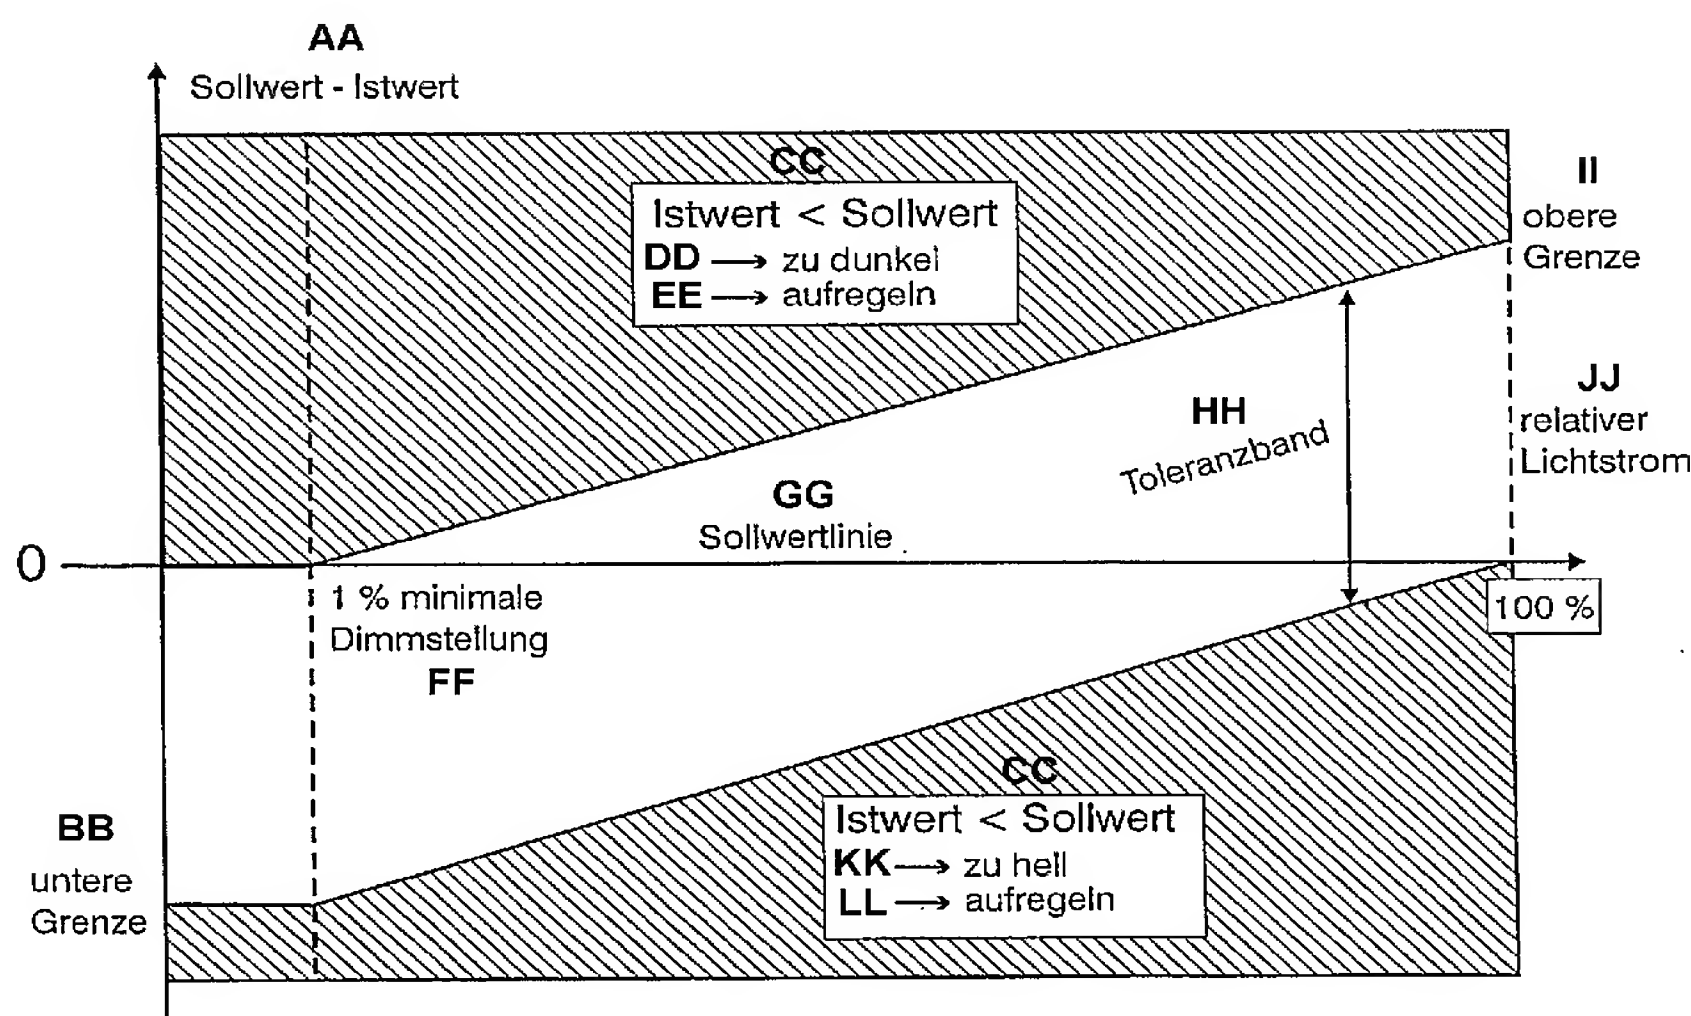 AA
Sollwert - Istwert
CC
Istwert < Sollwert
DD → zu dunkel
EE → aufregeln
II
obere
Grenze
JJ
relativer
Lichtstrom
HH
Toleranzband
GG
Sollwertlinie
0
1 % minimale
Dimmstellung
FF
100 %
CC
Istwert < Sollwert
KK → zu hell
LL → aufregeln
BB
untere
Grenze